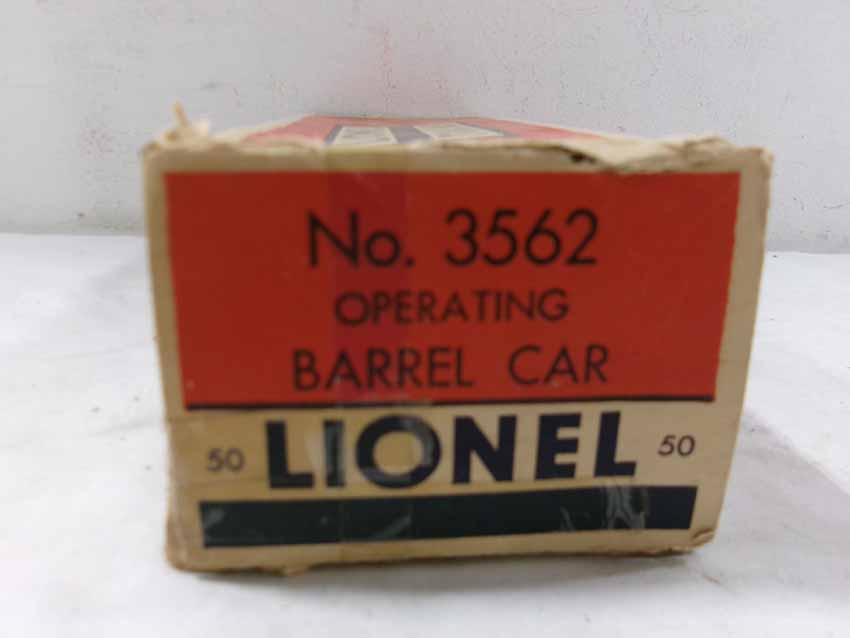 No. 3562
OPERATING
BARREL CAR
50 LIONEL 50